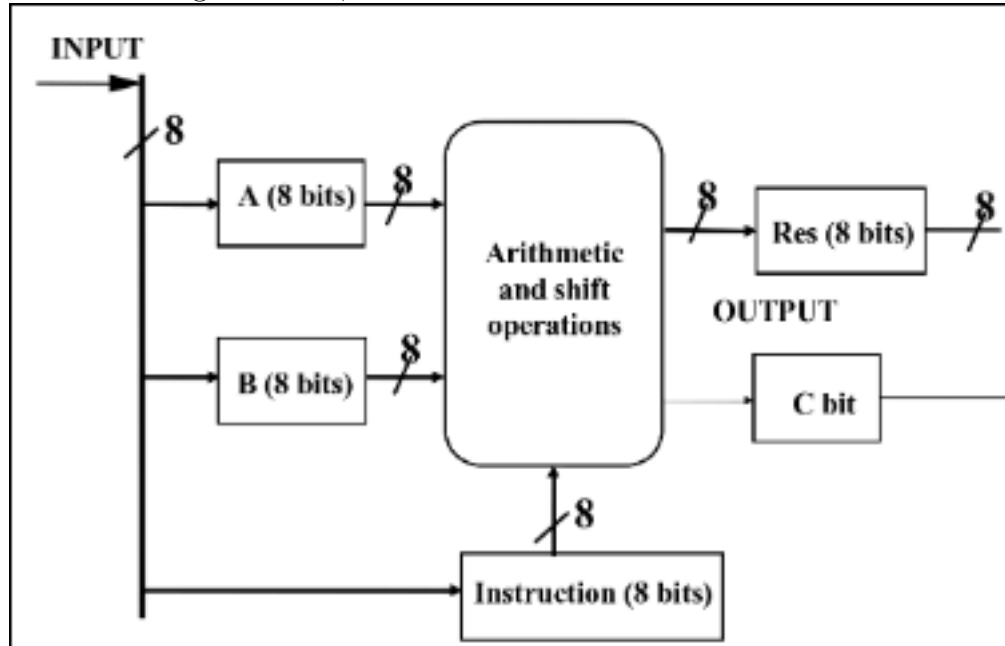 INPUT
8
A (8 bits)
8
8
Res (8 bits)
8
Arithmetic
and shift
operations
OUTPUT
B (8 bits)
8
C bit
8
Instruction (8 bits)